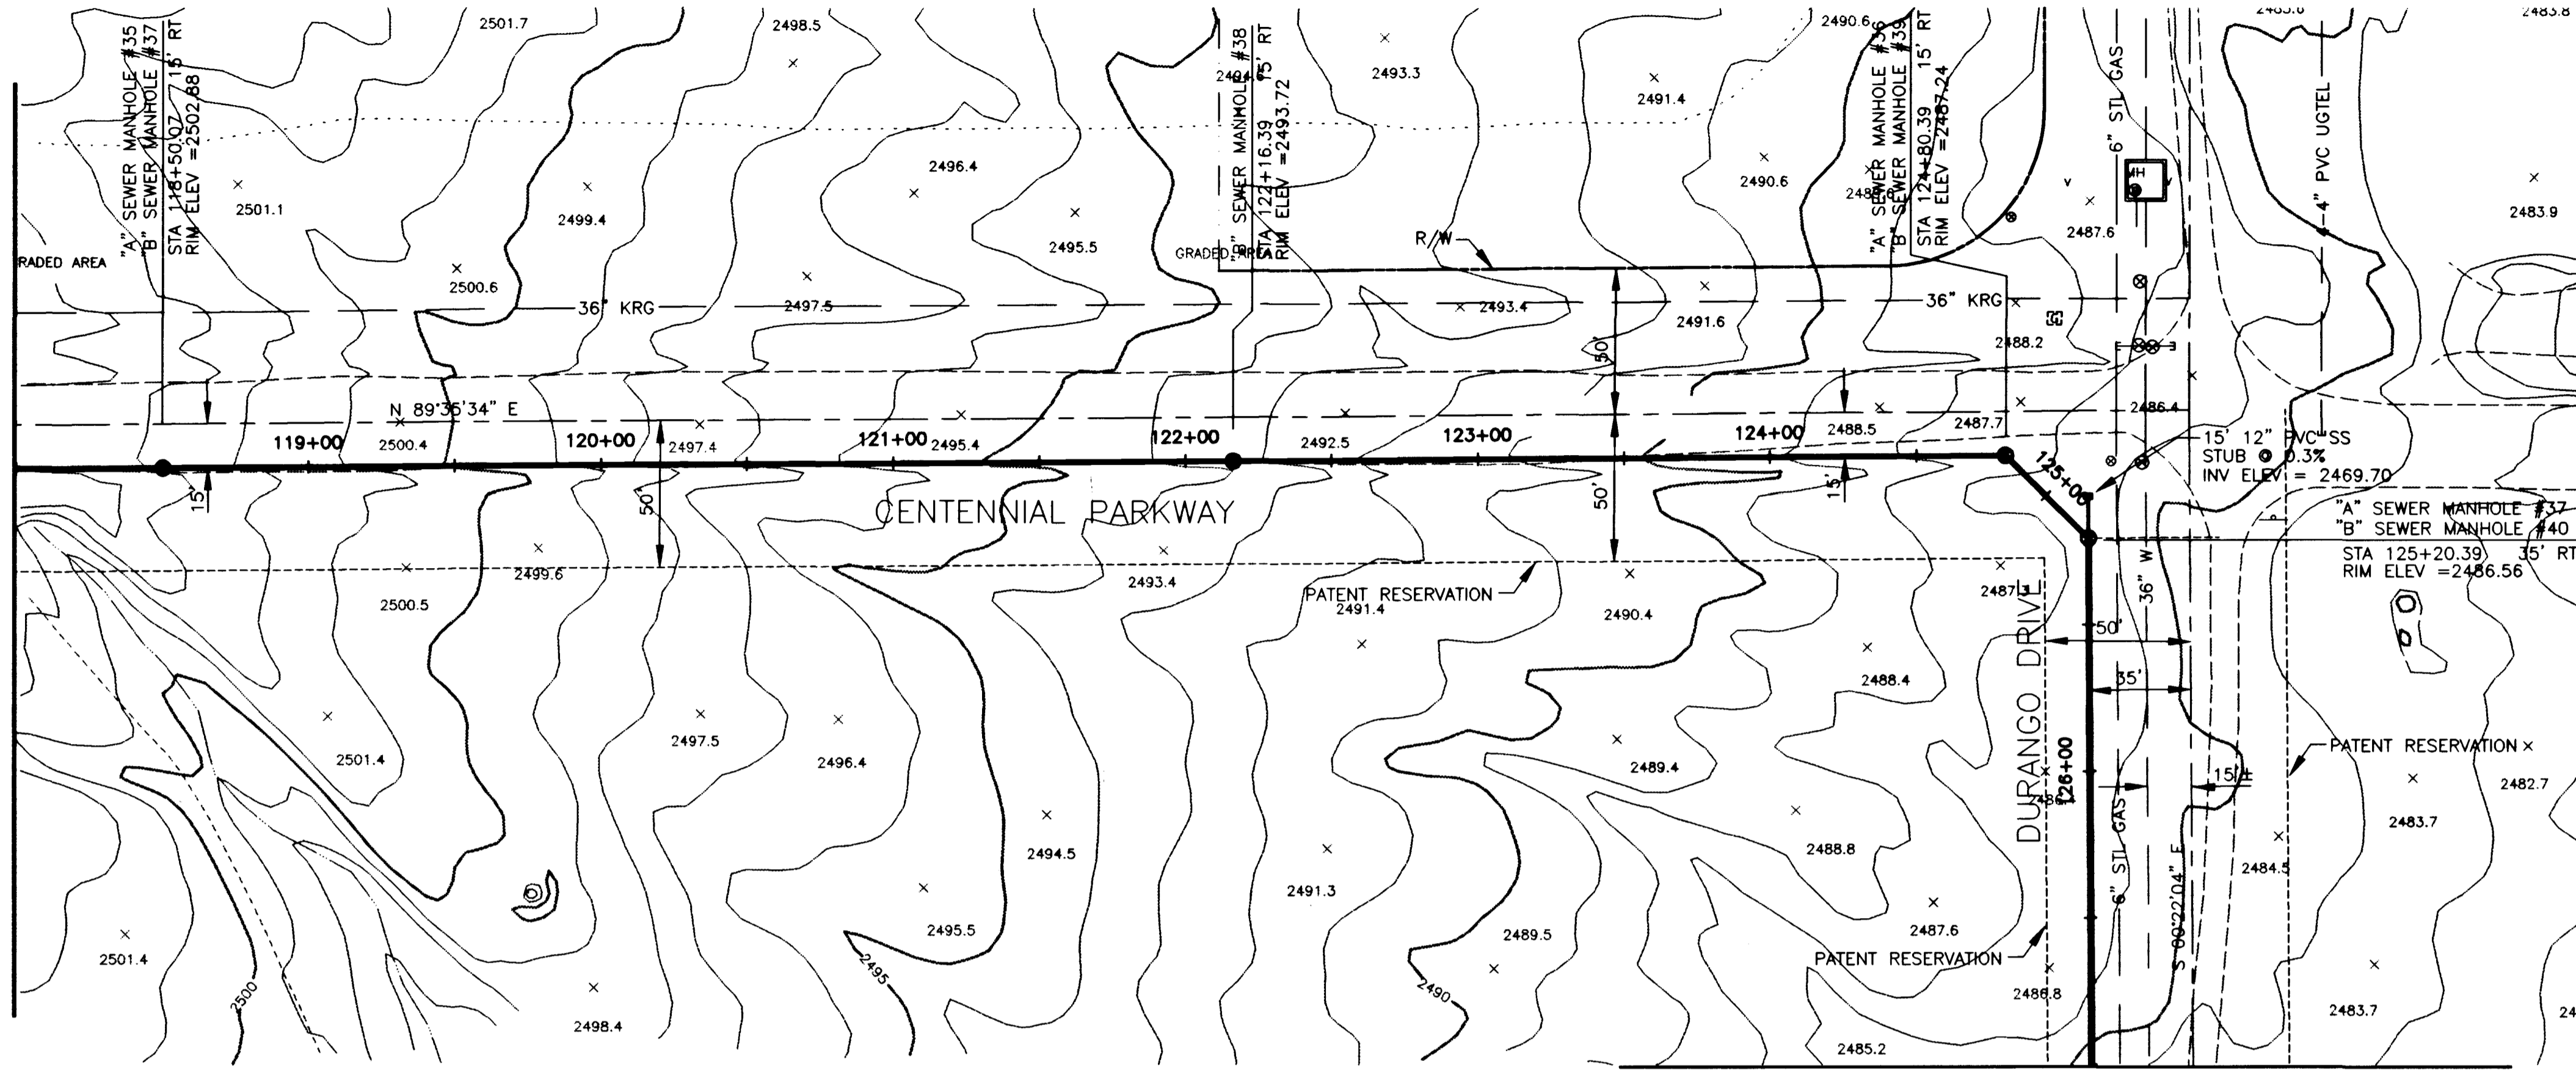 2501.7
2498.5
2490.6
2483.8
"A" SEWER MANHOLE #35
"B" SEWER MANHOLE #37
STA 118+50.07 15' RT
RIM ELEV =2502.88
"B" SEWER MANHOLE #38
STA 122+16.39 15' RT
RIM ELEV =2493.72
2493.3
2491.4
"A" SEWER MANHOLE #36
"B" SEWER MANHOLE #39
STA 124+80.39 15' RT
RIM ELEV =2487.24
6" STL GAS
4" PVC UGTEL
MH
2496.4
2490.6
2501.1
2499.4
2483.9
2495.5
2487.6
R/W
RADED AREA
GRADED AREA
2500.6
36" KRG
2497.5
2493.4
36" KRG
2491.6
2488.2
50'
N 89°35'34" E
2486.4
119+00
2500.4
120+00
2497.4
121+00
2495.4
122+00
2492.5
123+00
124+00
2488.5
2487.7
125+00
15' 12" PVC SS
STUB @ 0.3%
INV ELEV = 2469.70
15'
50'
CENTENNIAL PARKWAY
50'
15'
"A" SEWER MANHOLE #37
"B" SEWER MANHOLE #40
STA 125+20.39 35' RT
RIM ELEV =2486.56
2499.6
2493.4
36" W
2500.5
PATENT RESERVATION
2491.4
2490.4
50'
2497.5
2488.4
35'
DURANGO DRIVE
2501.4
2496.4
2489.4
126+00
PATENT RESERVATION
15'±
2482.7
2483.7
2494.5
2488.8
6" STL GAS
2484.5
2491.3
S 00°22'04" E
2495.5
2489.5
2487.6
2501.4
PATENT RESERVATION
2500
2495
2490
2486.8
2498.4
2483.7
2485.2